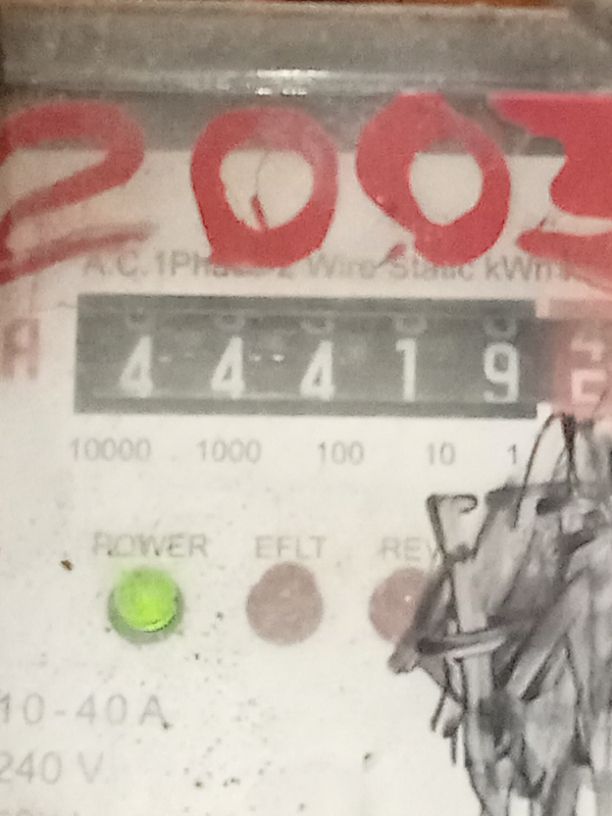 200
A.C. 1Phase 2 Wire Static kWh
4 4 4 1 9
10000 1000 100 10 1
POWER EFLT REV
10-40 A
240 V